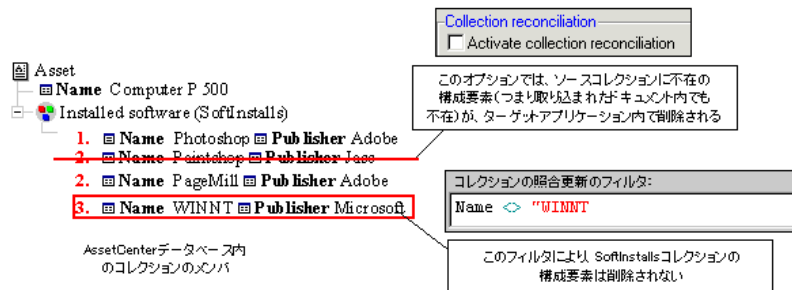 Collection reconciliation
Activate collection reconciliation
Asset
Name Computer P 500
Installed software (SoftInstalls)
1. Name Photoshop Publisher Adobe
2. Name Paintshop Publisher Jasc
2. Name PageMill Publisher Adobe
3. Name WINNT Publisher Microsoft
このオプションでは、ソースコレクションに不在の
構成要素(つまり取り込まれたドキュメント内でも
不在)が、ターゲットアプリケーション内で削除される
コレクションの照合更新のフィルタ:
Name <> "WINNT
AssetCenterデータベース内
のコレクションのメンバ
このフィルタにより、SoftInstallsコレクションの
構成要素は削除されない